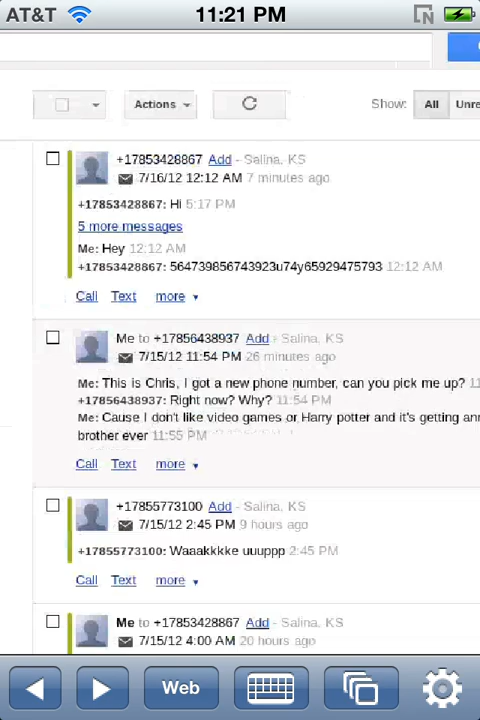 AT&T 11:21 PM
Actions Show: All Unre
+17853428867 Add - Salina, KS
7/16/12 12:12 AM 7 minutes ago
+17853428867: Hi 5:17 PM
5 more messages
Me: Hey 12:12 AM
+17853428867: 564739856743923u74y65929475793 12:12 AM
Call Text more
Me to +17856438937 Add - Salina, KS
7/15/12 11:54 PM 26 minutes ago
Me: This is Chris, I got a new phone number, can you pick me up? 11
+17856438937: Right now? Why? 11:54 PM
Me: Cause I don't like video games or Harry potter and it's getting ann
brother ever 11:55 PM
Call Text more
+17855773100 Add - Salina, KS
7/15/12 2:45 PM 9 hours ago
+17855773100: Waaakkkke uuuppp 2:45 PM
Call Text more
Me to +17853428867 Add - Salina, KS
7/15/12 4:00 AM 20 hours ago
Web